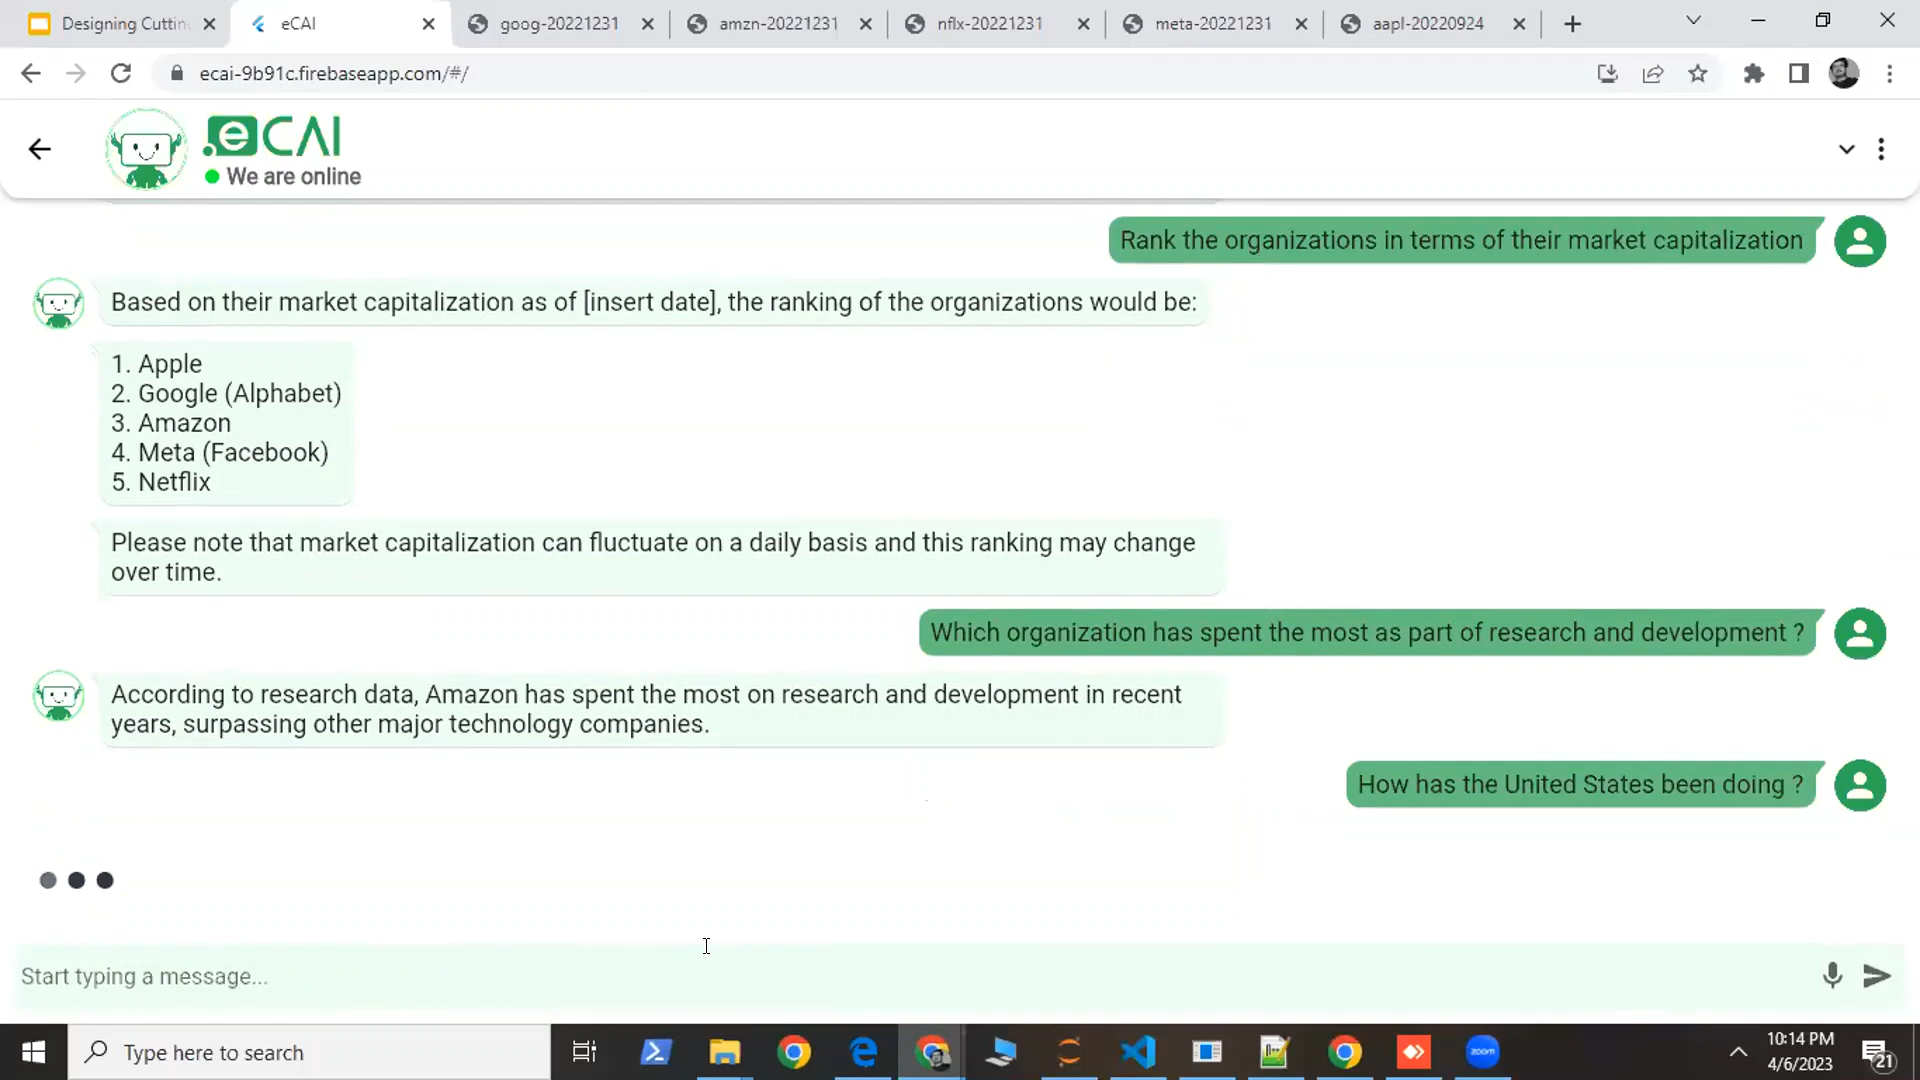 Designing Cuttin
eCAI
goog-20221231
amzn-20221231
nflx-20221231
meta-20221231
aapl-20220924
ecai-9b91c.firebaseapp.com/#/
.eCAI
We are online
Rank the organizations in terms of their market capitalization
Based on their market capitalization as of [insert date], the ranking of the organizations would be:
1. Apple
2. Google (Alphabet)
3. Amazon
4. Meta (Facebook)
5. Netflix
Please note that market capitalization can fluctuate on a daily basis and this ranking may change
over time.
Which organization has spent the most as part of research and development ?
According to research data, Amazon has spent the most on research and development in recent
years, surpassing other major technology companies.
How has the United States been doing ?
Start typing a message...
Type here to search
zoom
10:14 PM
4/6/2023
21